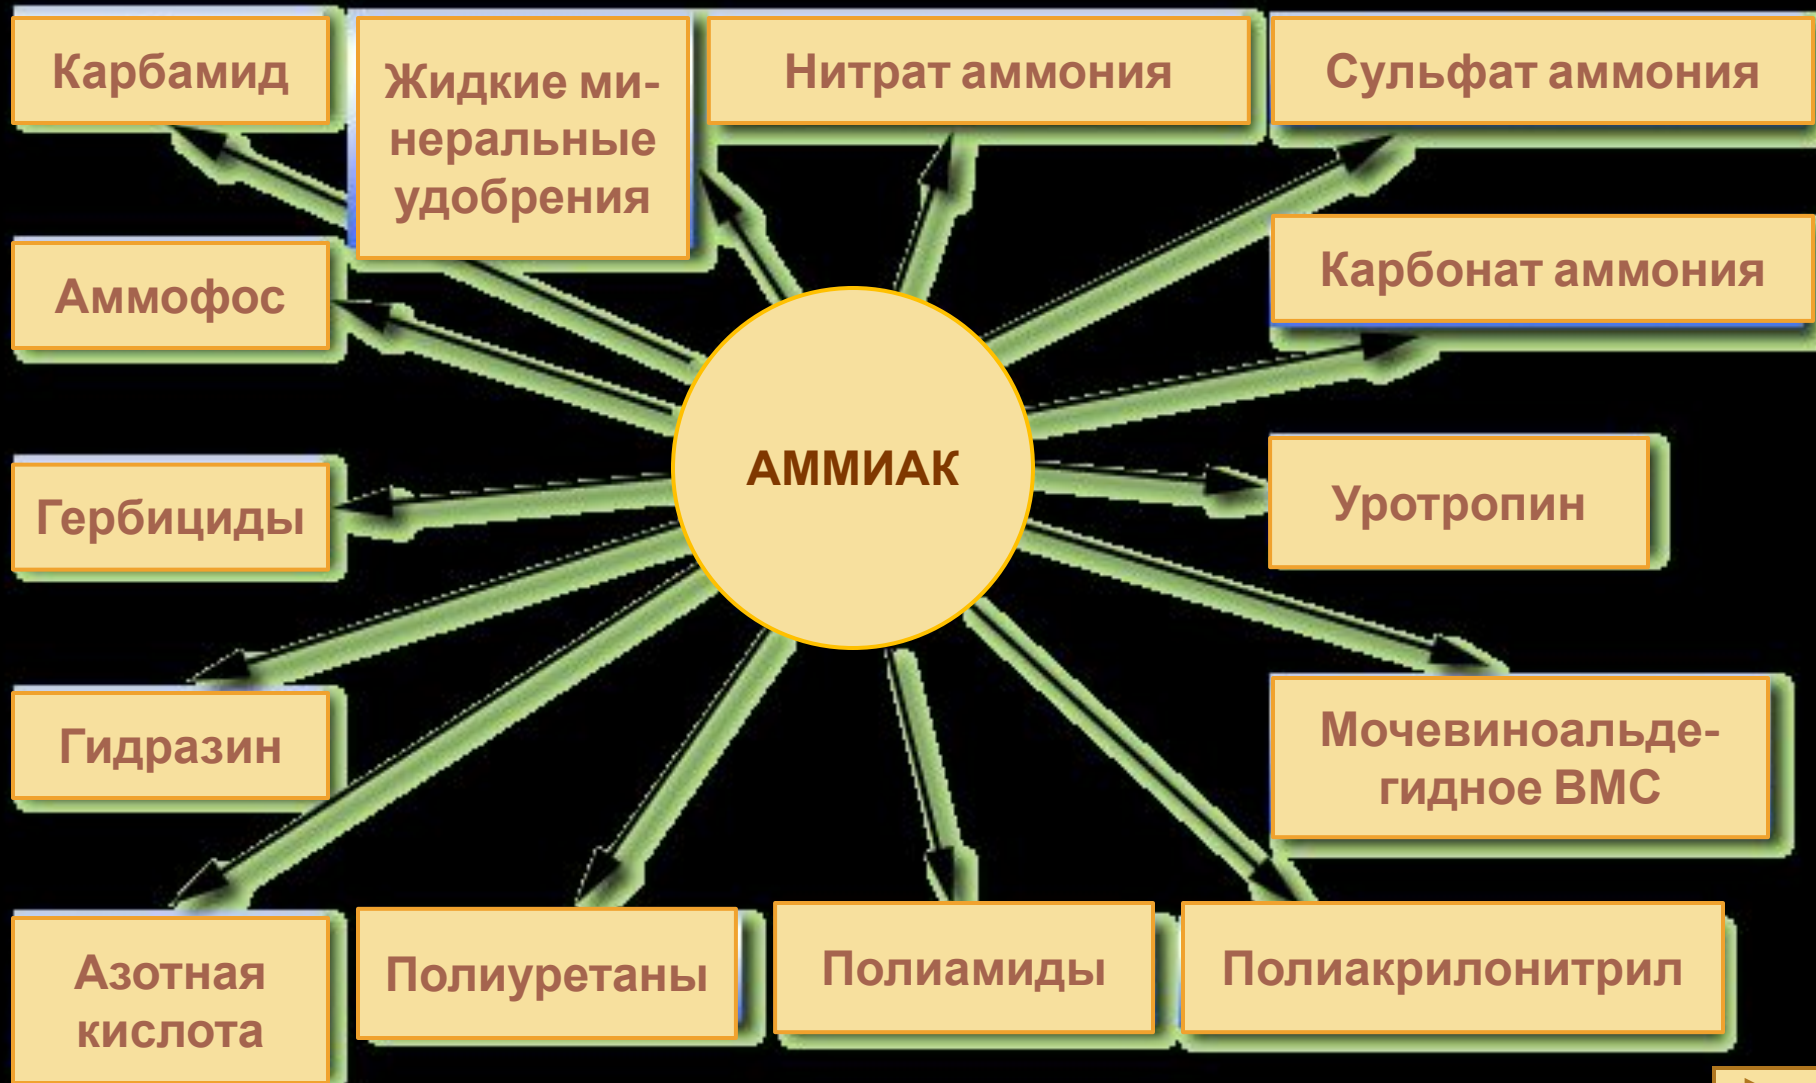 Карбамид
Жидкие ми-
неральные
удобрения
Нитрат аммония
Сульфат аммония
Аммофос
Карбонат аммония
АММИАК
Гербициды
Уротропин
Гидразин
Мочевиноальде-
гидное ВМС
Азотная
кислота
Полиуретаны
Полиамиды
Полиакрилонитрил